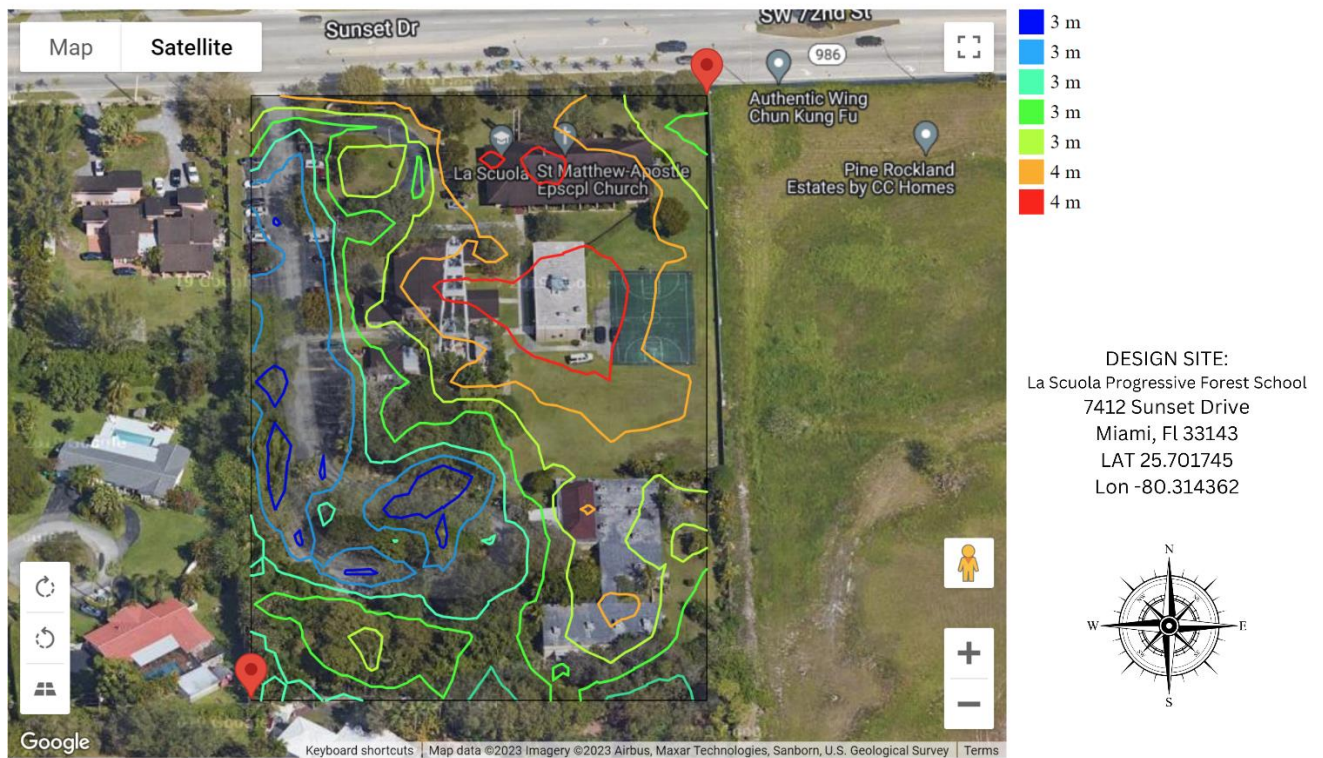 Map
Satellite
Sunset Dr
SW 72nd St
986
Authentic Wing
Chun Kung Fu
Pine Rockland
Estates by CC Homes
La Scuola
St Matthew-Apostle
Epscpl Church
Google
Keyboard shortcuts
Map data ©2023 Imagery ©2023 Airbus, Maxar Technologies, Sanborn, U.S. Geological Survey
Terms
3 m
3 m
3 m
3 m
3 m
4 m
4 m
DESIGN SITE:
La Scuola Progressive Forest School
7412 Sunset Drive
Miami, Fl 33143
LAT 25.701745
Lon -80.314362
N
W
E
S